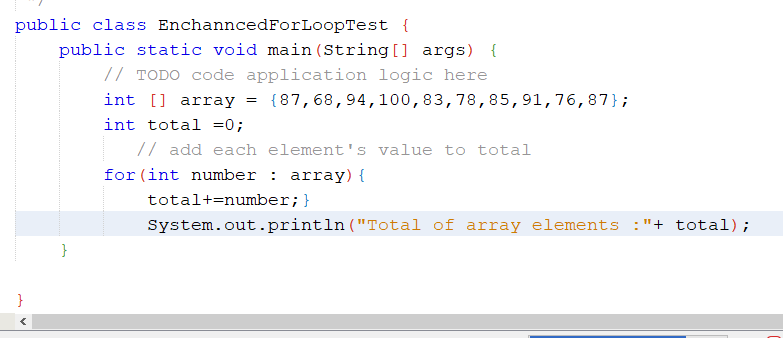 */
public class EnchanncedForLoopTest {
public static void main(String[] args) {
// TODO code application logic here
int [] array = {87,68,94,100,83,78,85,91,76,87};
int total =0;
// add each element's value to total
for(int number : array){
total+=number;}
System.out.println("Total of array elements :"+ total);
}
}